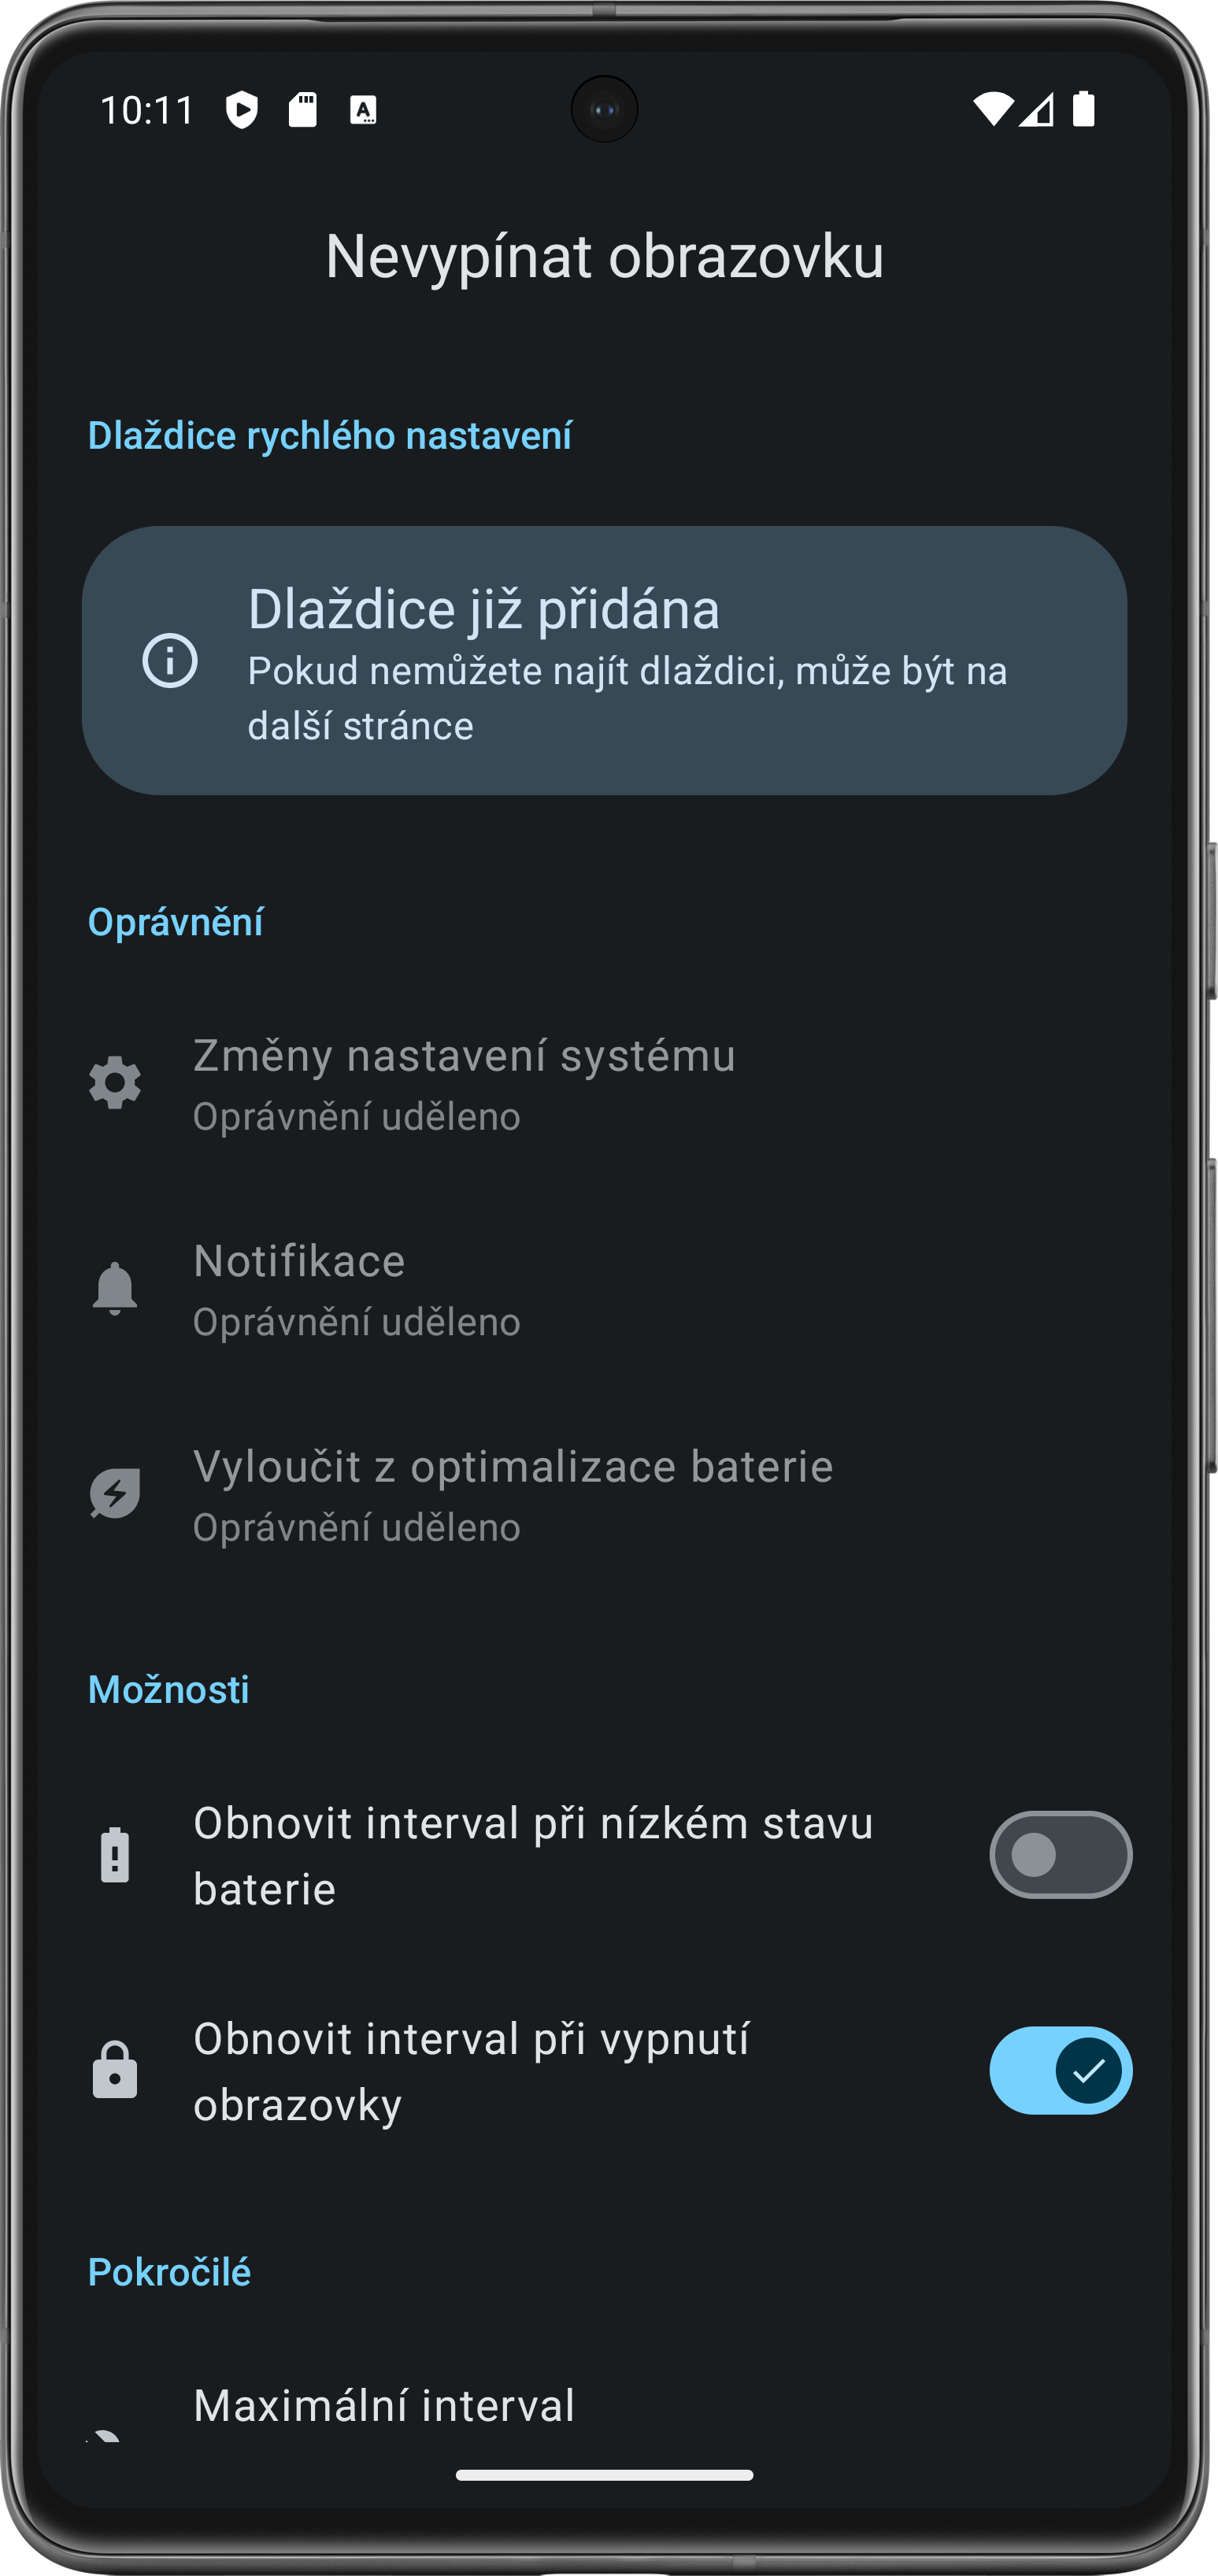 10:11
Nevypínat obrazovku
Dlaždice rychlého nastavení
Dlaždice již přidána
Pokud nemůžete najít dlaždici, může být na
další stránce
Oprávnění
Změny nastavení systému
Oprávnění uděleno
Notifikace
Oprávnění uděleno
Vyloučit z optimalizace baterie
Oprávnění uděleno
Možnosti
Obnovit interval při nízkém stavu
baterie
Obnovit interval při vypnutí
obrazovky
Pokročilé
Maximální interval